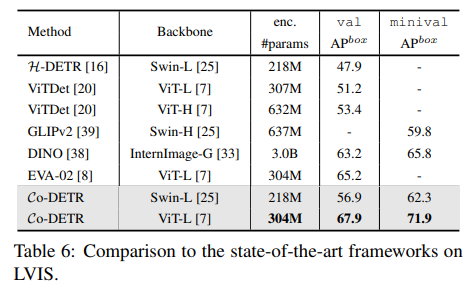 Method Backbone enc. #params val AP^box minival AP^box
H-DETR [16] Swin-L [25] 218M 47.9 -
ViTDet [20] ViT-L [7] 307M 51.2 -
ViTDet [20] ViT-H [7] 632M 53.4 -
GLIPv2 [39] Swin-H [25] 637M - 59.8
DINO [38] InternImage-G [33] 3.0B 63.2 65.8
EVA-02 [8] ViT-L [7] 304M 65.2 -
Co-DETR Swin-L [25] 218M 56.9 62.3
Co-DETR ViT-L [7] 304M 67.9 71.9
Table 6: Comparison to the state-of-the-art frameworks on
LVIS.